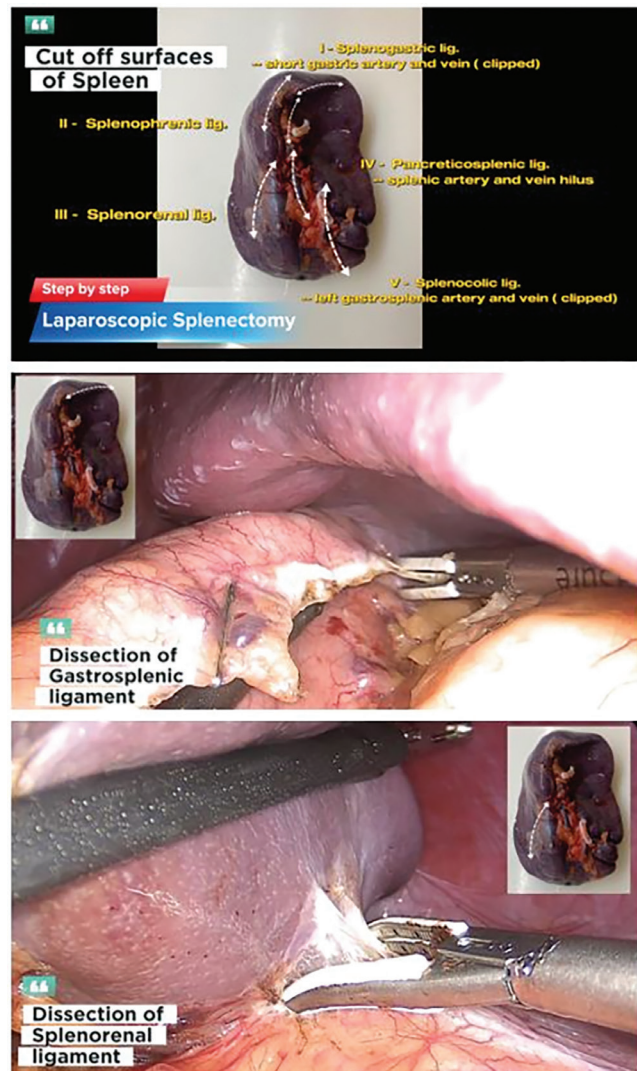 Cut off surfaces
of Spleen
I - Splenogastric lig.
-- short gastric artery and vein ( clipped)
II - Splenophrenic lig.
IV - Pancreticosplenic lig.
-- splenic artery and vein hilus
III - Splenorenal lig.
V - Splenocolic lig.
-- left gastrosplenic artery and vein ( clipped)
Step by step
Laparoscopic Splenectomy
Dissection of
Gastrosplenic
ligament
Dissection of
Splenorenal
ligament